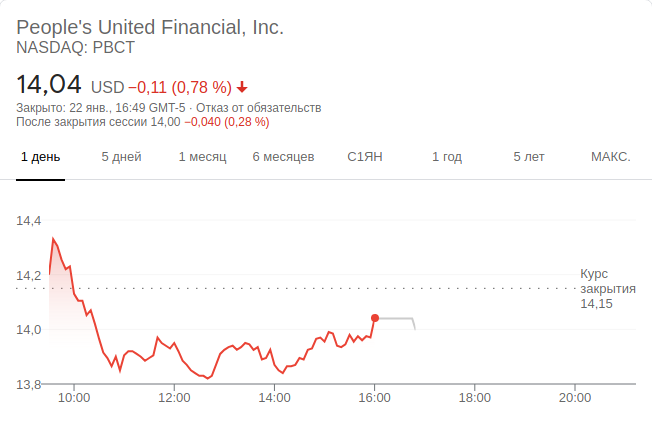 People's United Financial, Inc.
NASDAQ: PBCT
14,04 USD −0,11 (0,78 %)
Закрыто: 22 янв., 16:49 GMT-5 · Отказ от обязательств
После закрытия сессии 14,00 −0,040 (0,28 %)
1 день 5 дней 1 месяц 6 месяцев С1ЯН 1 год 5 лет МАКС.
14,4
14,2
14,0
13,8
Курс
закрытия
14,15
10:00 12:00 14:00 16:00 18:00 20:00